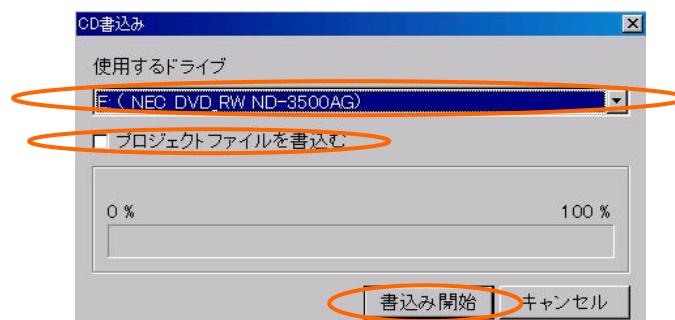 CD書込み
使用するドライブ
E: ( NEC DVD_RW ND-3500AG)
プロジェクトファイルを書込む
0 % 100 %
書込み開始 キャンセル